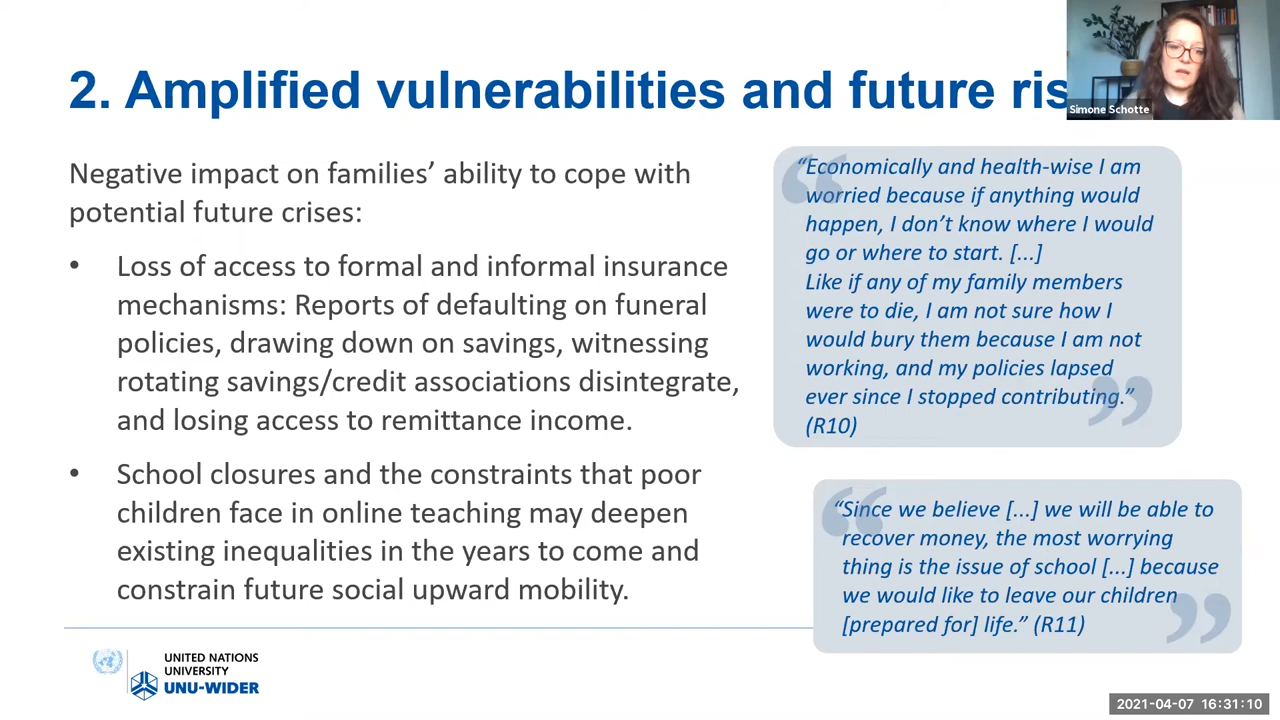 2. Amplified vulnerabilities and future ris
Simone Schotte
Negative impact on families’ ability to cope with
potential future crises:
• Loss of access to formal and informal insurance
mechanisms: Reports of defaulting on funeral
policies, drawing down on savings, witnessing
rotating savings/credit associations disintegrate,
and losing access to remittance income.
• School closures and the constraints that poor
children face in online teaching may deepen
existing inequalities in the years to come and
constrain future social upward mobility.
“Economically and health-wise I am
worried because if anything would
happen, I don’t know where I would
go or where to start. [...]
Like if any of my family members
were to die, I am not sure how I
would bury them because I am not
working, and my policies lapsed
ever since I stopped contributing.”
(R10)
“Since we believe [...] we will be able to
recover money, the most worrying
thing is the issue of school [...] because
we would like to leave our children
[prepared for] life.” (R11)
UNITED NATIONS
UNIVERSITY
UNU-WIDER
2021-04-07 16:31:10